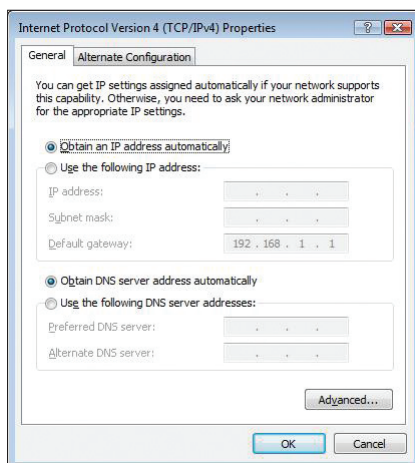 Internet Protocol Version 4 (TCP/IPv4) Properties
General
Alternate Configuration
You can get IP settings assigned automatically if your network supports
this capability. Otherwise, you need to ask your network administrator
for the appropriate IP settings.
Obtain an IP address automatically
Use the following IP address:
IP address: . . .
Subnet mask: . . .
Default gateway: 192 . 168 . 1 . 1
Obtain DNS server address automatically
Use the following DNS server addresses:
Preferred DNS server: . . .
Alternate DNS server: . . .
Advanced...
OK Cancel